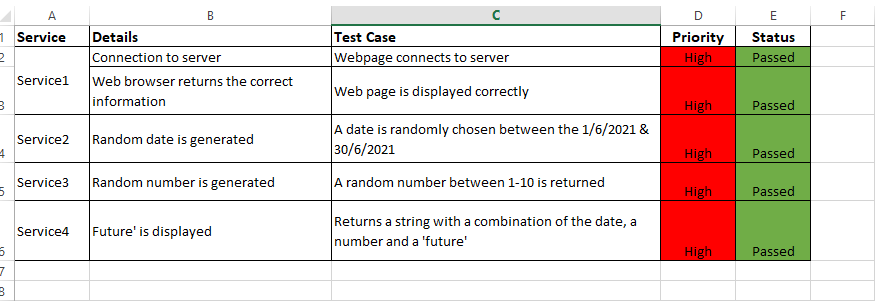 A B C D E F
1 Service Details Test Case Priority Status
2 Connection to server Webpage connects to server High Passed
Service1
Web browser returns the correct
information
Web page is displayed correctly
3 High Passed
Service2 Random date is generated
A date is randomly chosen between the 1/6/2021 &
30/6/2021
4 High Passed
Service3 Random number is generated A random number between 1-10 is returned
5 High Passed
Service4 Future' is displayed
Returns a string with a combination of the date, a
number and a 'future'
6 High Passed
7
8